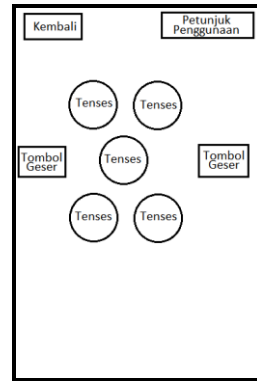 Kembali
Petunjuk
Penggunaan
Tenses Tenses
Tombol
Geser
Tenses
Tombol
Geser
Tenses Tenses